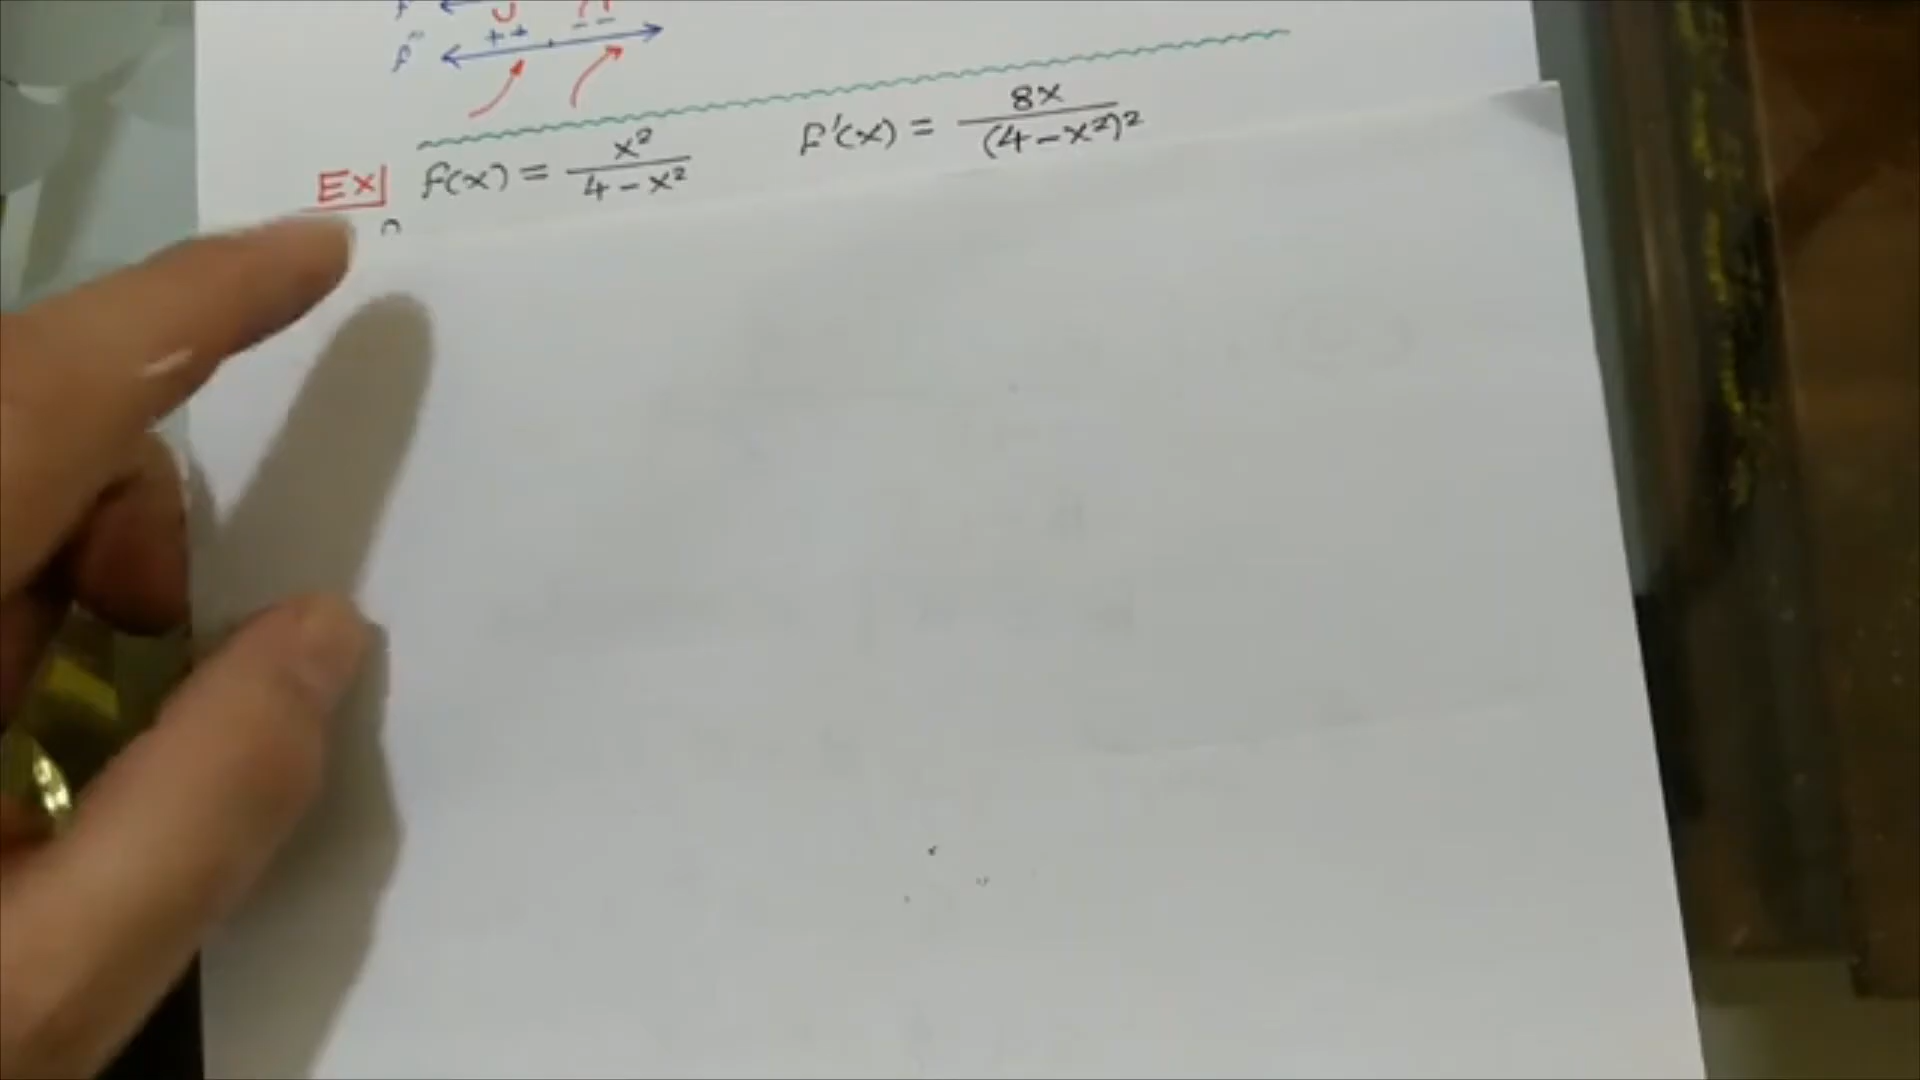 f''
++ --
Ex| f(x) = x²/(4-x²) f'(x) = 8x/(4-x²)²